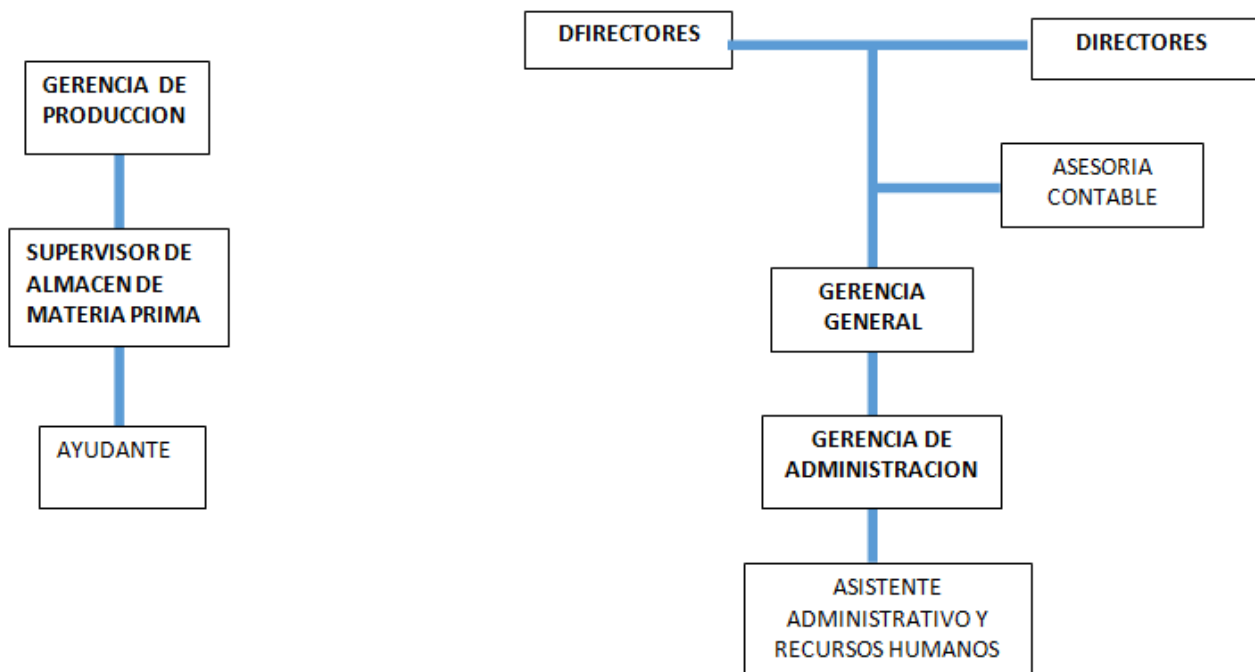 DFIRECTORES
DIRECTORES
GERENCIA DE
PRODUCCION
ASESORIA
CONTABLE
SUPERVISOR DE
ALMACEN DE
MATERIA PRIMA
GERENCIA
GENERAL
AYUDANTE
GERENCIA DE
ADMINISTRACION
ASISTENTE
ADMINISTRATIVO Y
RECURSOS HUMANOS